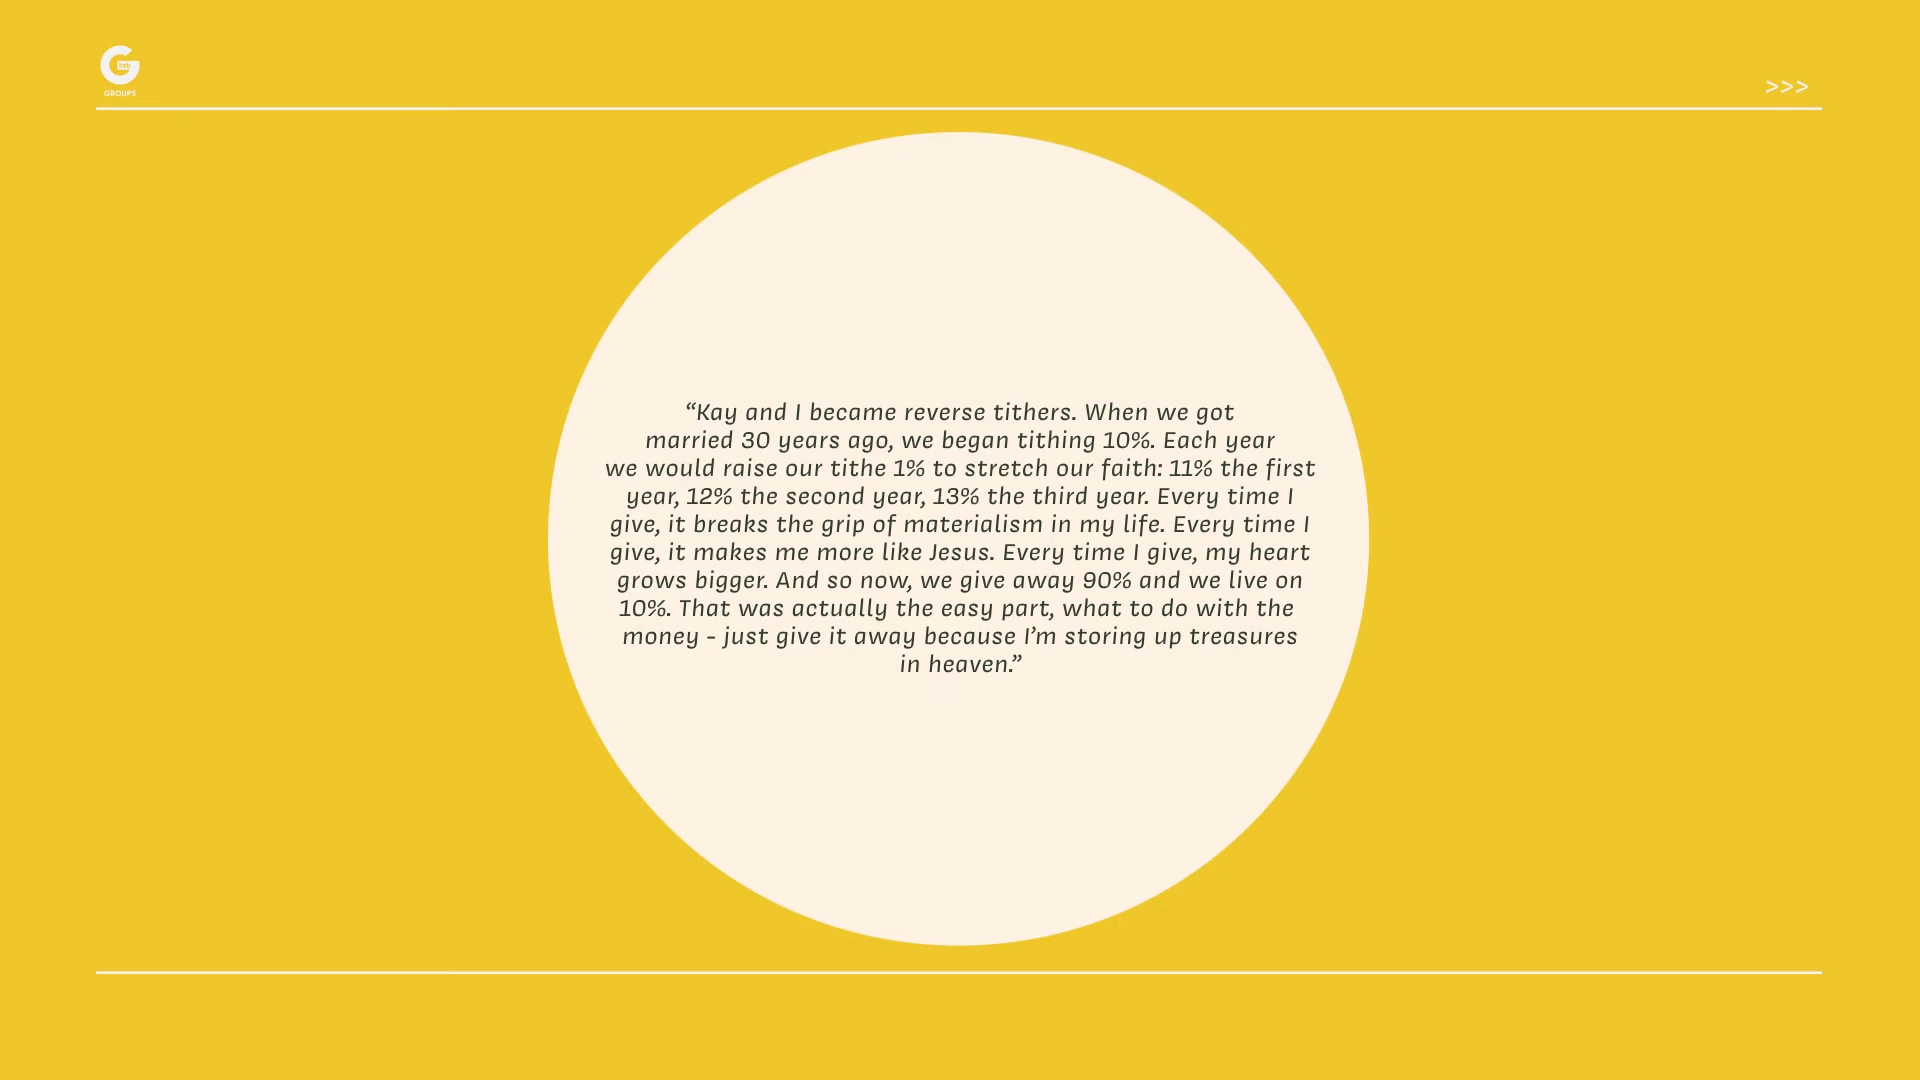 htb
GROUPS
>>>
“Kay and I became reverse tithers. When we got
married 30 years ago, we began tithing 10%. Each year
we would raise our tithe 1% to stretch our faith: 11% the first
year, 12% the second year, 13% the third year. Every time I
give, it breaks the grip of materialism in my life. Every time I
give, it makes me more like Jesus. Every time I give, my heart
grows bigger. And so now, we give away 90% and we live on
10%. That was actually the easy part, what to do with the
money - just give it away because I’m storing up treasures
in heaven.”